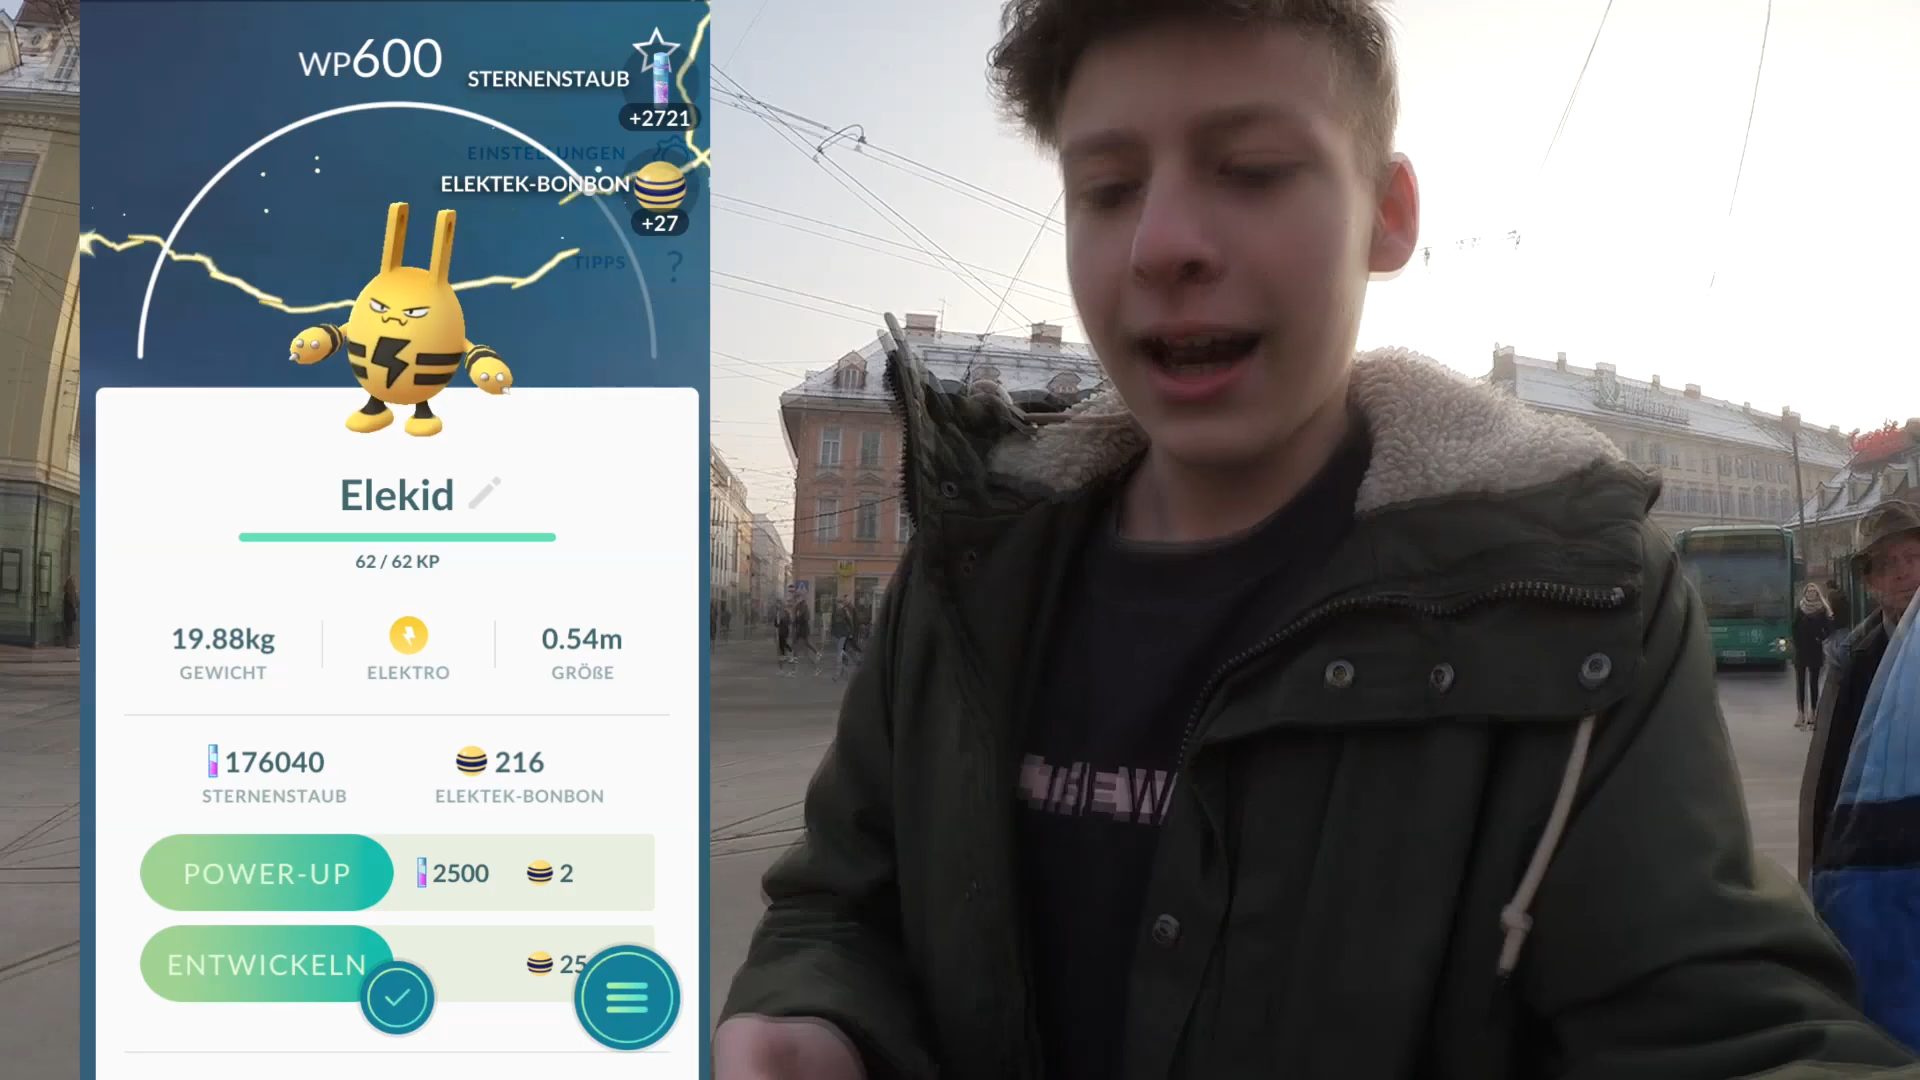 WP600
STERNENSTAUB
+2721
EINSTELLUNGEN
ELEKTEK-BONBON
+27
TIPPS
?
Elekid
62 / 62 KP
19.88kg
GEWICHT
ELEKTRO
0.54m
GRÖßE
176040
STERNENSTAUB
216
ELEKTEK-BONBON
POWER-UP
2500
2
ENTWICKELN
25